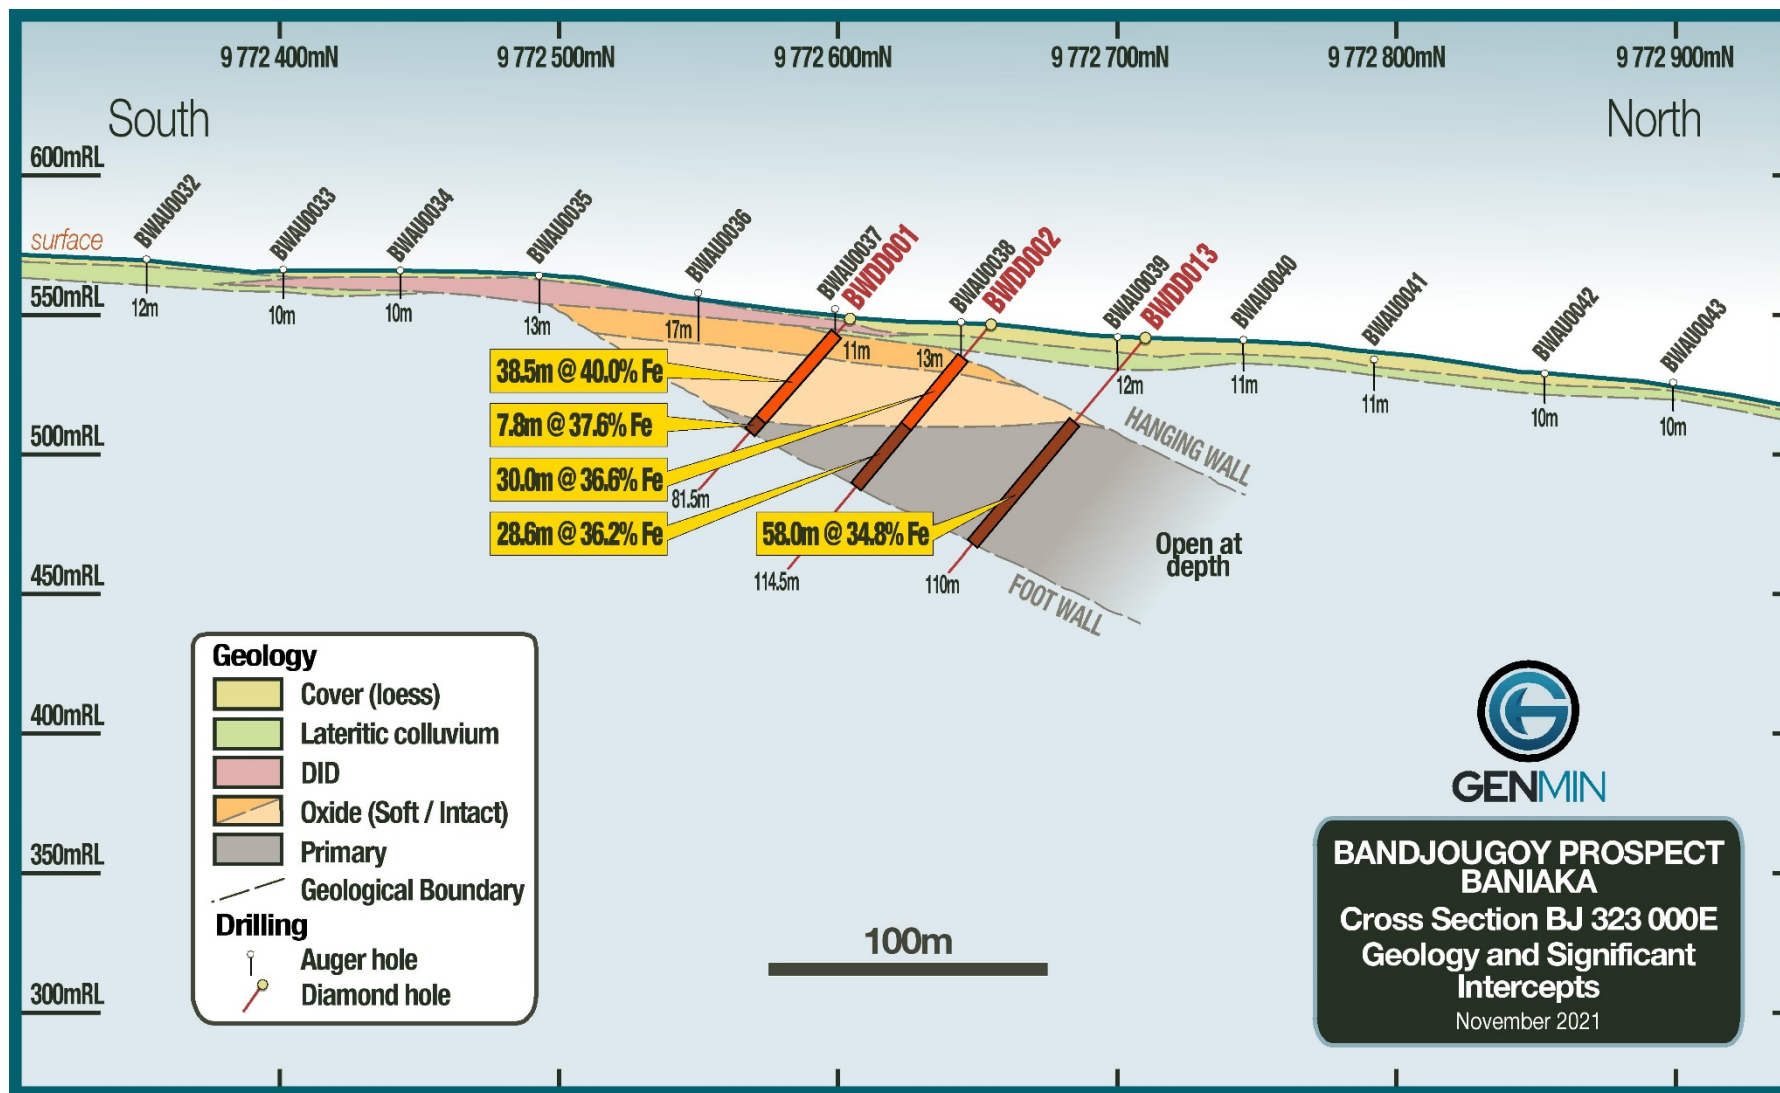 9 772 400mN
9 772 500mN
9 772 600mN
9 772 700mN
9 772 800mN
9 772 900mN
South
North
600mRL
surface
550mRL
500mRL
450mRL
400mRL
350mRL
300mRL
BWAU0032
BWAU0033
BWAU0034
BWAU0035
BWAU0036
BWAU0037
BWDD001
BWAU0038
BWDD002
BWAU0039
BWDD013
BWAU0040
BWAU0041
BWAU0042
BWAU0043
12m
10m
10m
13m
17m
11m
13m
12m
11m
11m
10m
10m
38.5m @ 40.0% Fe
7.8m @ 37.6% Fe
30.0m @ 36.6% Fe
28.6m @ 36.2% Fe
58.0m @ 34.8% Fe
81.5m
114.5m
110m
HANGING WALL
FOOT WALL
Open at
depth
Geology
Cover (loess)
Lateritic colluvium
DID
Oxide (Soft / Intact)
Primary
Geological Boundary
Drilling
Auger hole
Diamond hole
100m
GENMIN
BANDJOUGOY PROSPECT
BANIAKA
Cross Section BJ 323 000E
Geology and Significant
Intercepts
November 2021